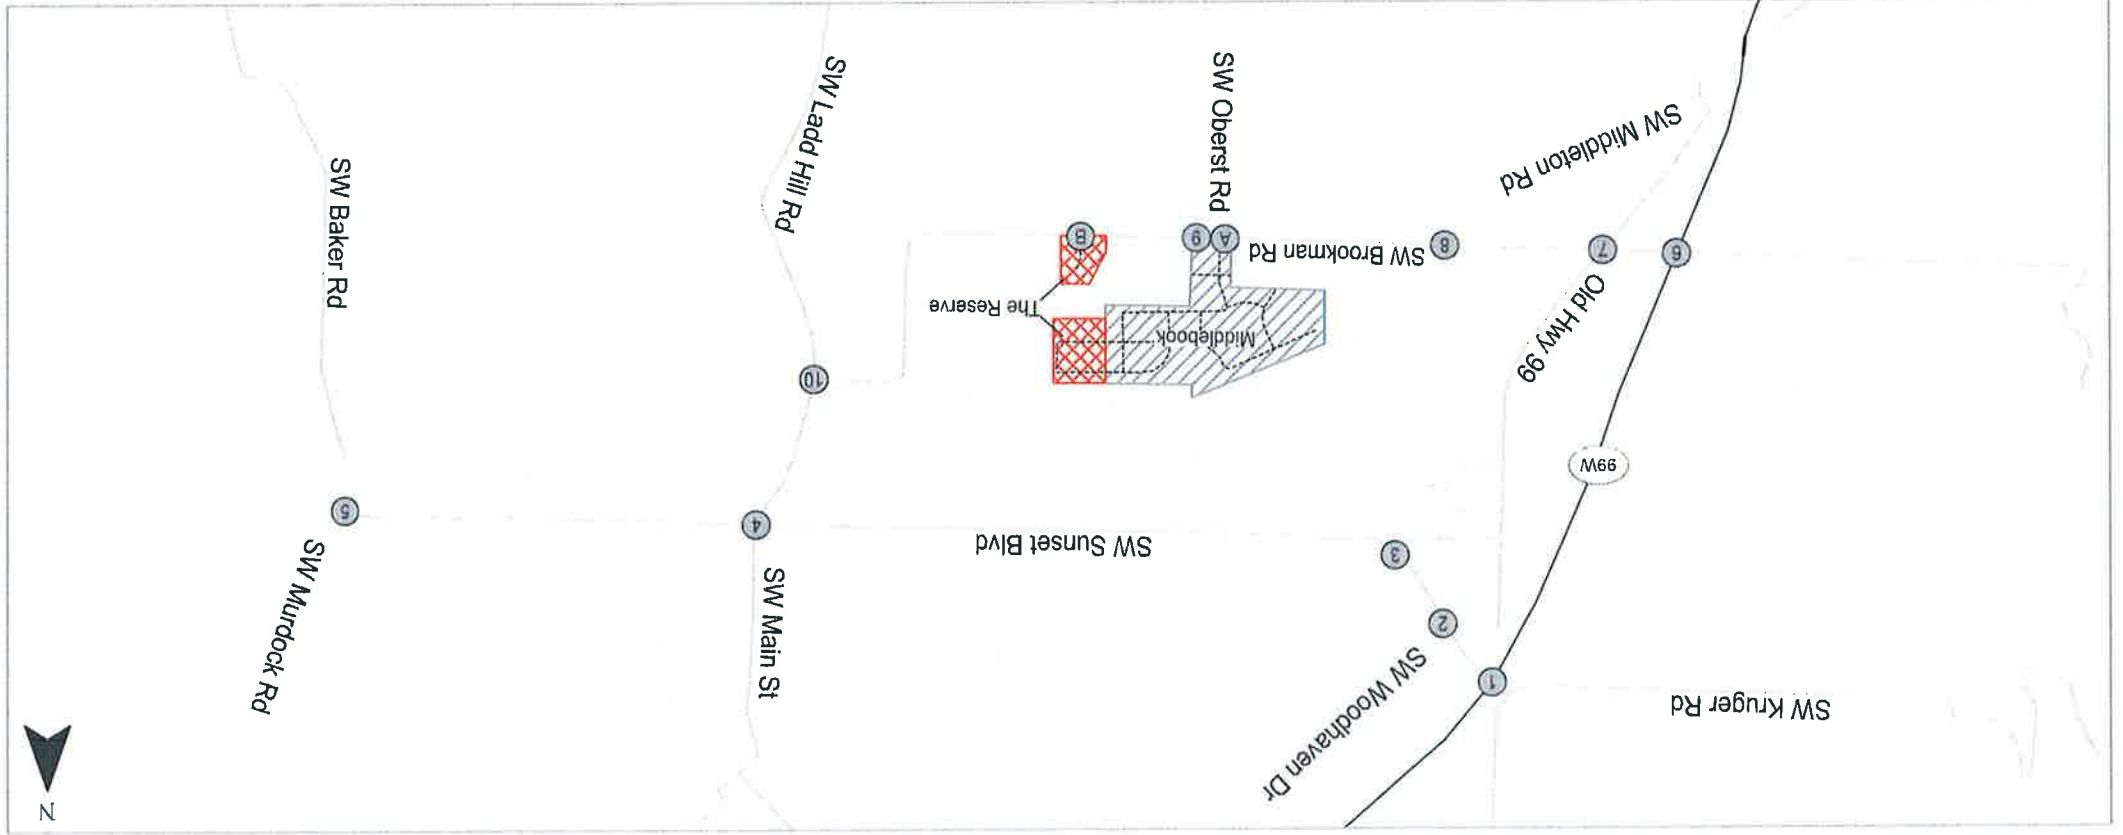 N
SW Kruger Rd
SW Woodhaven Dr
1
SW Main St
SW Murdock Rd
2
3
SW Sunset Blvd
4
5
99W
10
Old Hwy 99
Middlebook
The Reserve
6
7
8
SW Brookman Rd
A
9
B
SW Baker Rd
SW Middleton Rd
SW Oberst Rd
SW Ladd Hill Rd